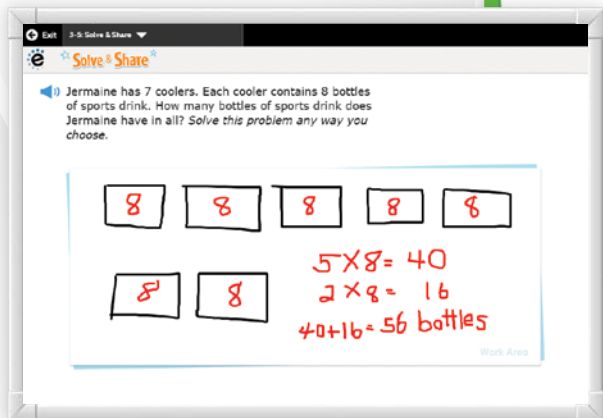 Exit 3-5: Solve & Share
e Solve & Share
Jermaine has 7 coolers. Each cooler contains 8 bottles
of sports drink. How many bottles of sports drink does
Jermaine have in all? Solve this problem any way you
choose.
8 8 8 8 8
8 8
5 X 8 = 40
2 X 8 = 16
40+16=56 bottles
Work Area